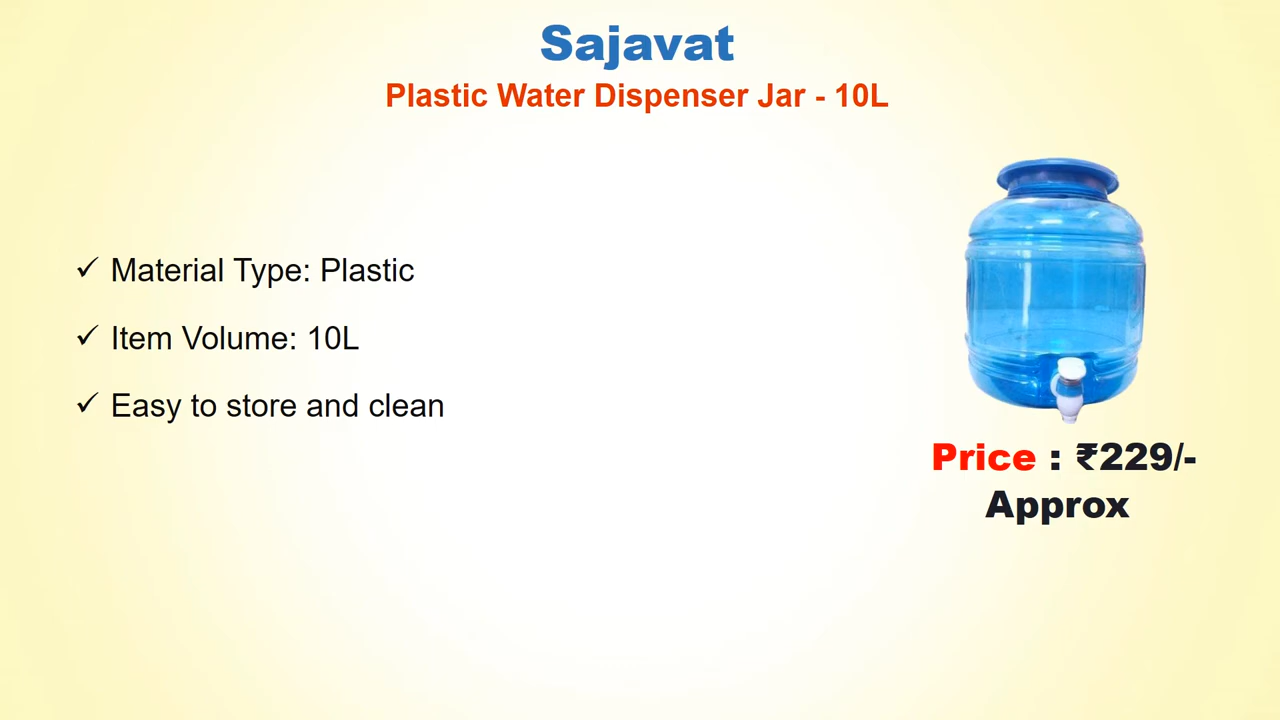 Sajavat
Plastic Water Dispenser Jar - 10L
✓ Material Type: Plastic
✓ Item Volume: 10L
✓ Easy to store and clean
Price : ₹229/-
Approx